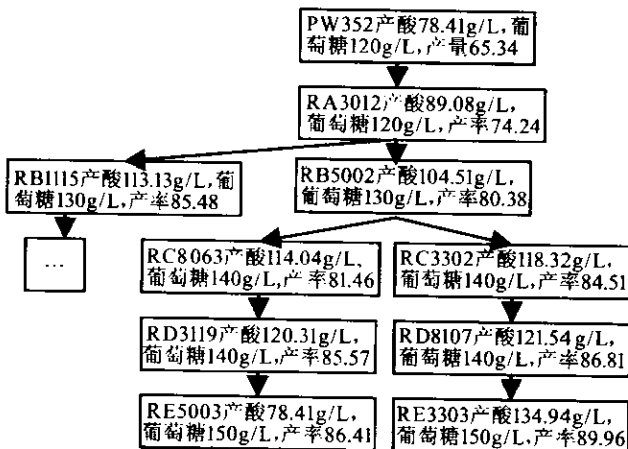 PW352产酸78.41g/L,葡
萄糖120g/L,产量65.34
RA3012产酸89.08g/L,
葡萄糖120g/L,产率74.24
RB1115产酸113.13g/L,葡
萄糖130g/L,产率85.48
RB5002产酸104.51g/L,
葡萄糖130g/L,产率80.38
...
RC8063产酸114.04g/L,
葡萄糖140g/L,产率81.46
RC3302产酸118.32g/L,
葡萄糖140g/L,产率84.51
RD3119产酸120.31g/L,
葡萄糖140g/L,产率85.57
RD8107产酸121.54g/L,
葡萄糖140g/L,产率86.81
RE5003产酸78.41g/L,
葡萄糖150g/L,产率86.41
RE3303产酸134.94g/L,
葡萄糖150g/L,产率89.96